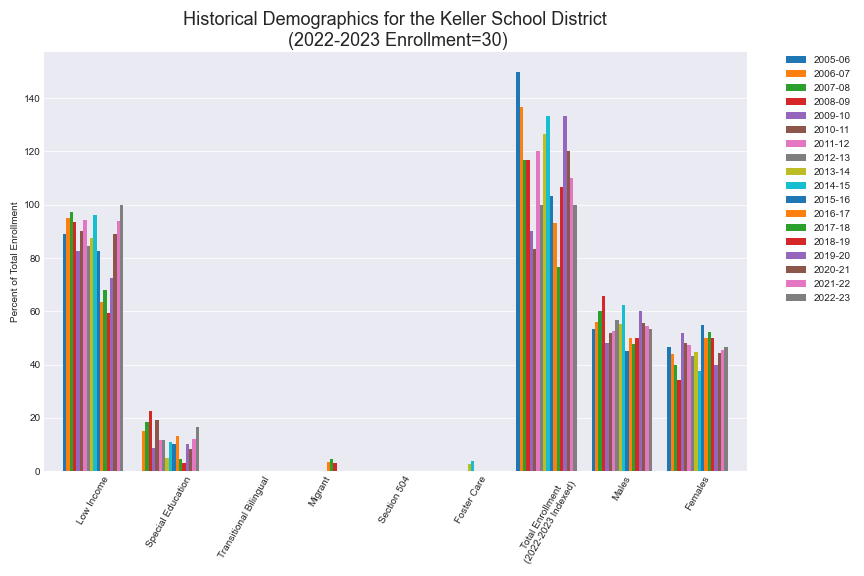 Historical Demographics for the Keller School District
(2022-2023 Enrollment=30)
Percent of Total Enrollment
140
120
100
80
60
40
20
0
Low Income
Special Education
Transitional Bilingual
Migrant
Section 504
Foster Care
Total Enrollment
(2022-2023 Indexed)
Males
Females
2005-06
2006-07
2007-08
2008-09
2009-10
2010-11
2011-12
2012-13
2013-14
2014-15
2015-16
2016-17
2017-18
2018-19
2019-20
2020-21
2021-22
2022-23